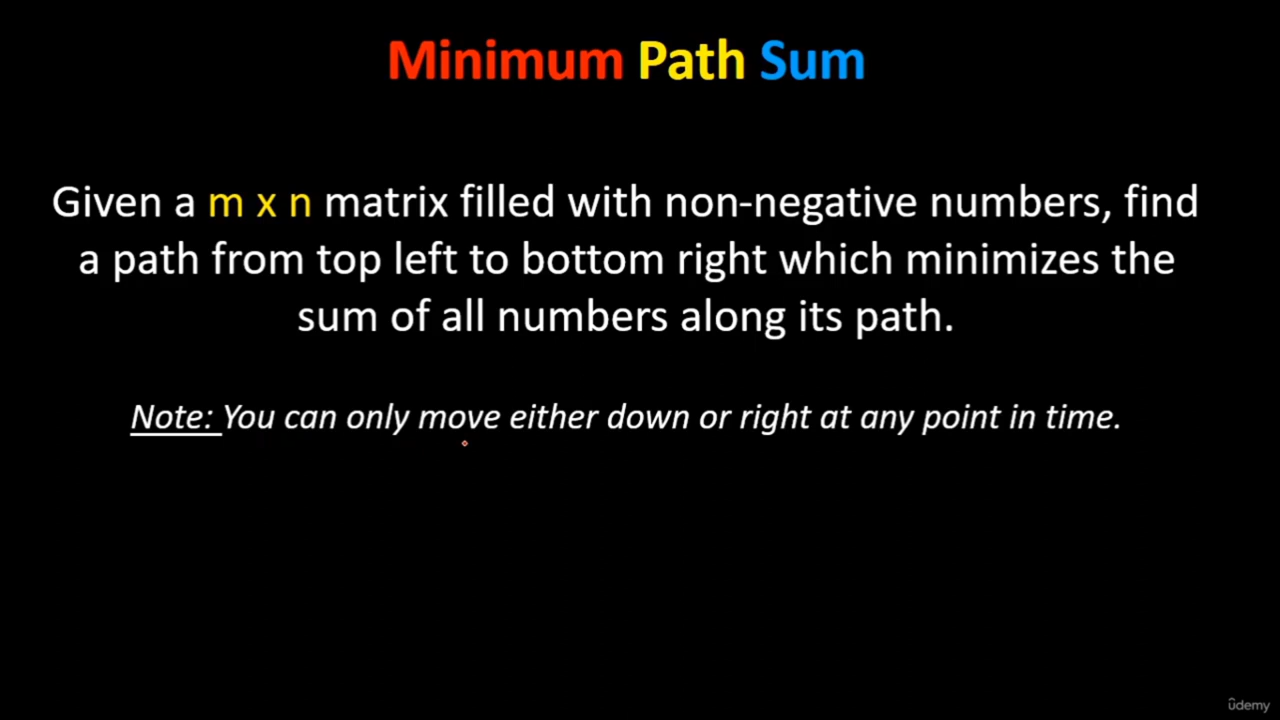 Minimum Path Sum
Given a m x n matrix filled with non-negative numbers, find
a path from top left to bottom right which minimizes the
sum of all numbers along its path.
Note: You can only move either down or right at any point in time.
ûdemy